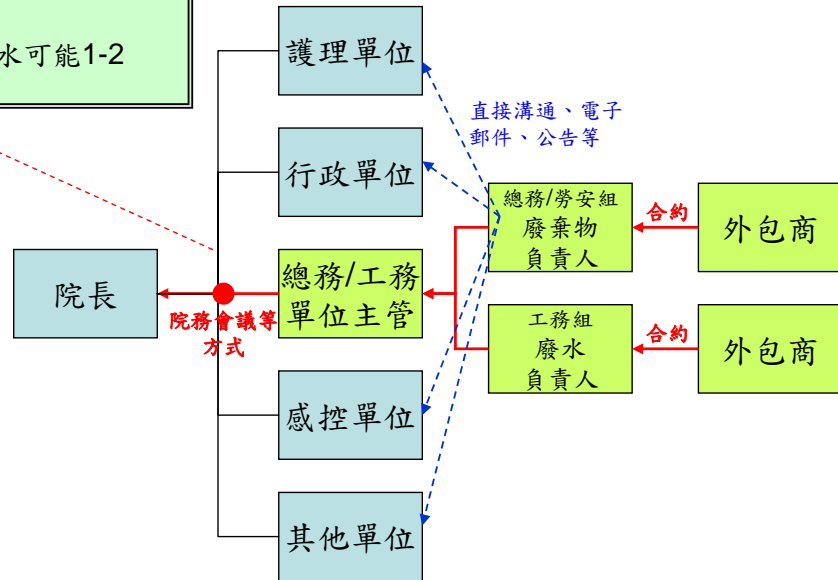 水可能1-2
護理單位
直接溝通、電子
郵件、公告等
行政單位
總務/勞安組
廢棄物
負責人
合約
外包商
院長
院務會議等
方式
總務/工務
單位主管
工務組
廢水
負責人
合約
外包商
感控單位
其他單位